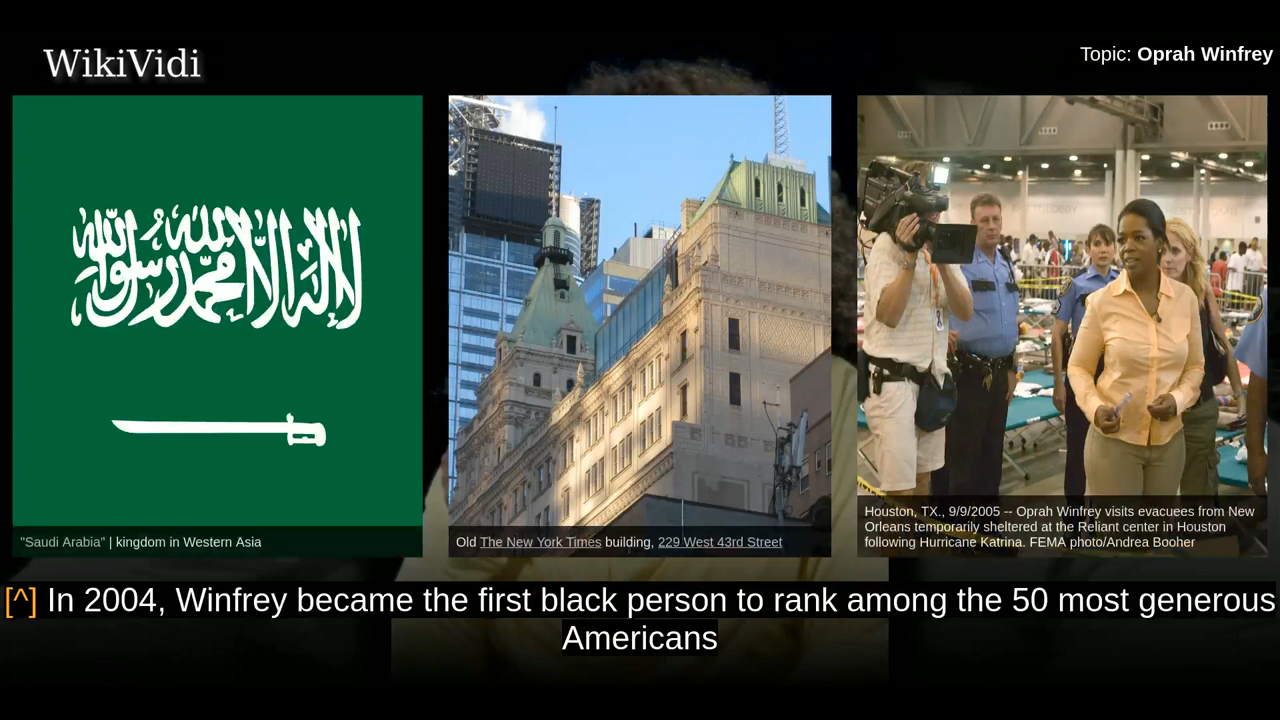 WikiVidi
Topic: Oprah Winfrey
لا إله إلا الله محمد رسول الله
"Saudi Arabia" | kingdom in Western Asia
Old The New York Times building, 229 West 43rd Street
Houston, TX., 9/9/2005 -- Oprah Winfrey visits evacuees from New
Orleans temporarily sheltered at the Reliant center in Houston
following Hurricane Katrina. FEMA photo/Andrea Booher
[^] In 2004, Winfrey became the first black person to rank among the 50 most generous
Americans